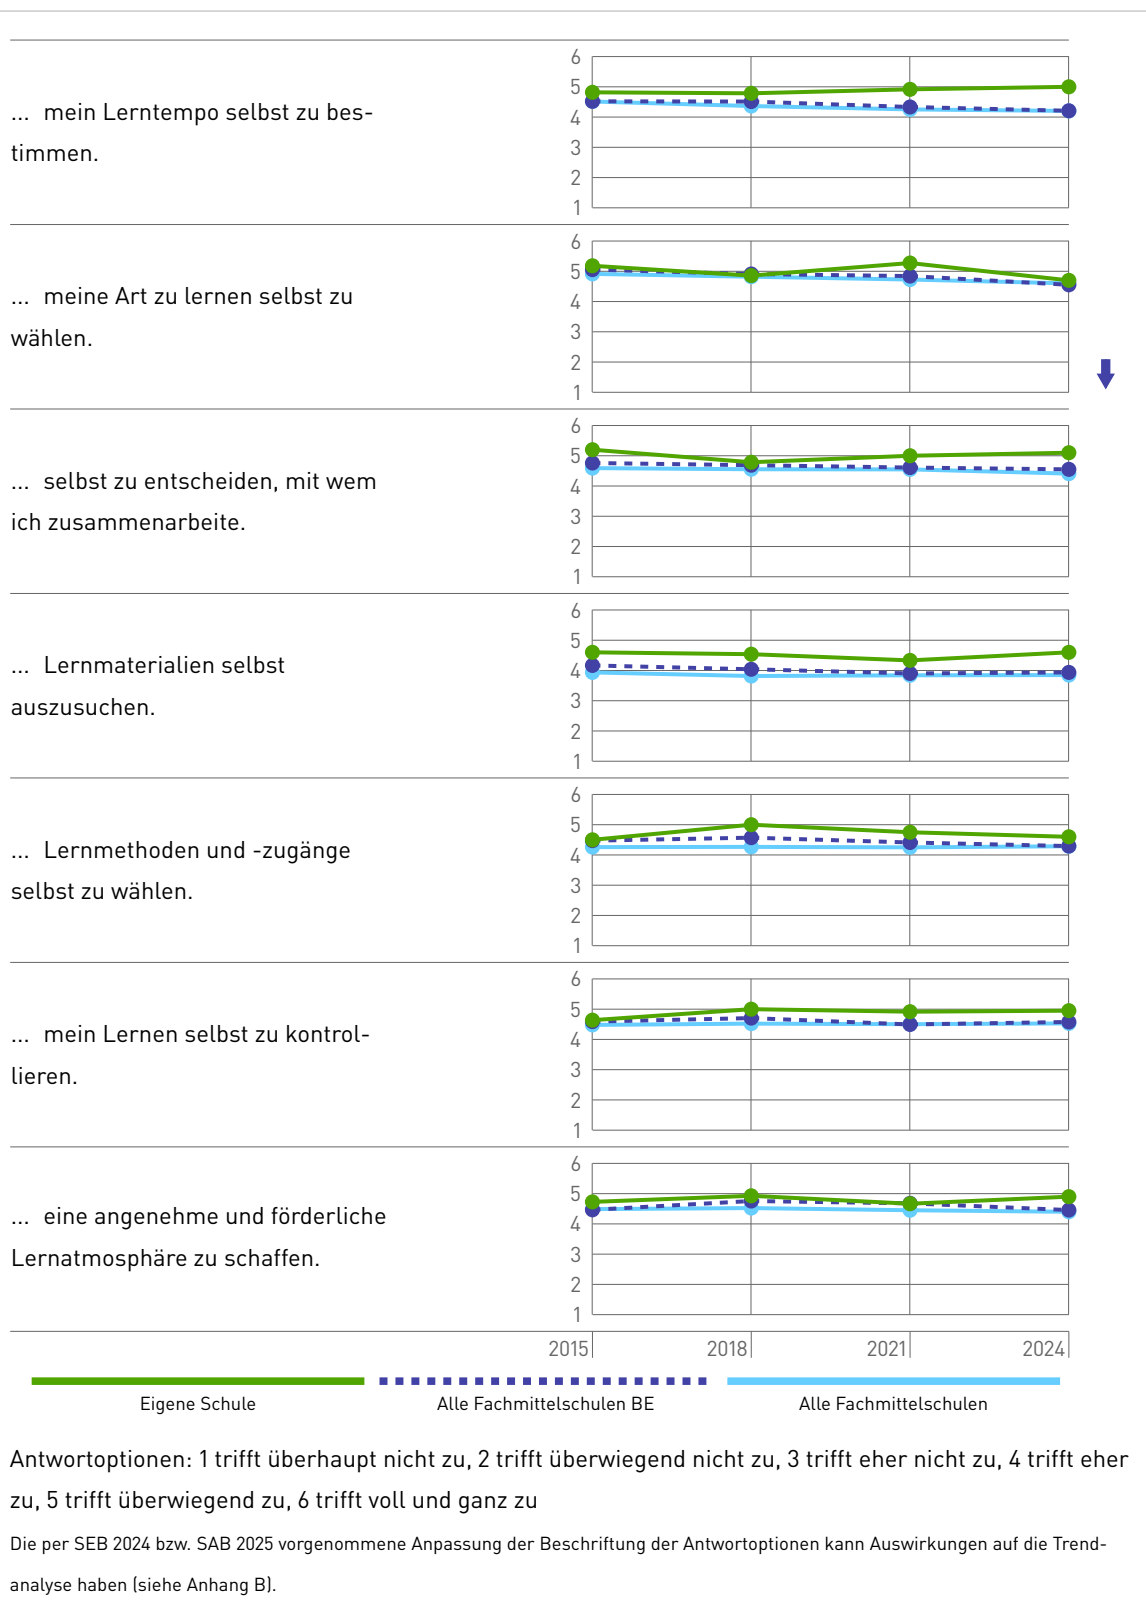 6
5
4
3
2
1
... mein Lerntempo selbst zu bes-
timmen.
6
5
4
3
2
1
... meine Art zu lernen selbst zu
wählen.
6
5
4
3
2
1
... selbst zu entscheiden, mit wem
ich zusammenarbeite.
6
5
4
3
2
1
... Lernmaterialien selbst
auszusuchen.
6
5
4
3
2
1
... Lernmethoden und -zugänge
selbst zu wählen.
6
5
4
3
2
1
... mein Lernen selbst zu kontrol-
lieren.
6
5
4
3
2
1
... eine angenehme und förderliche
Lernatmosphäre zu schaffen.
2015 2018 2021 2024
Eigene Schule Alle Fachmittelschulen BE Alle Fachmittelschulen
Antwortoptionen: 1 trifft überhaupt nicht zu, 2 trifft überwiegend nicht zu, 3 trifft eher nicht zu, 4 trifft eher
zu, 5 trifft überwiegend zu, 6 trifft voll und ganz zu
Die per SEB 2024 bzw. SAB 2025 vorgenommene Anpassung der Beschriftung der Antwortoptionen kann Auswirkungen auf die Trend-
analyse haben (siehe Anhang B).